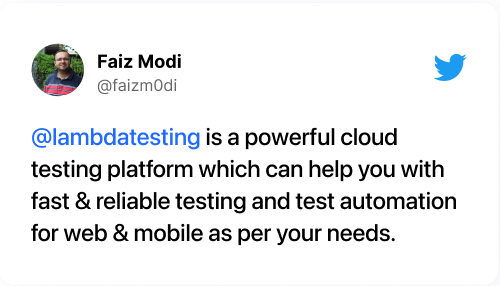 Faiz Modi
@faizm0di
@lambdatesting is a powerful cloud
testing platform which can help you with
fast & reliable testing and test automation
for web & mobile as per your needs.